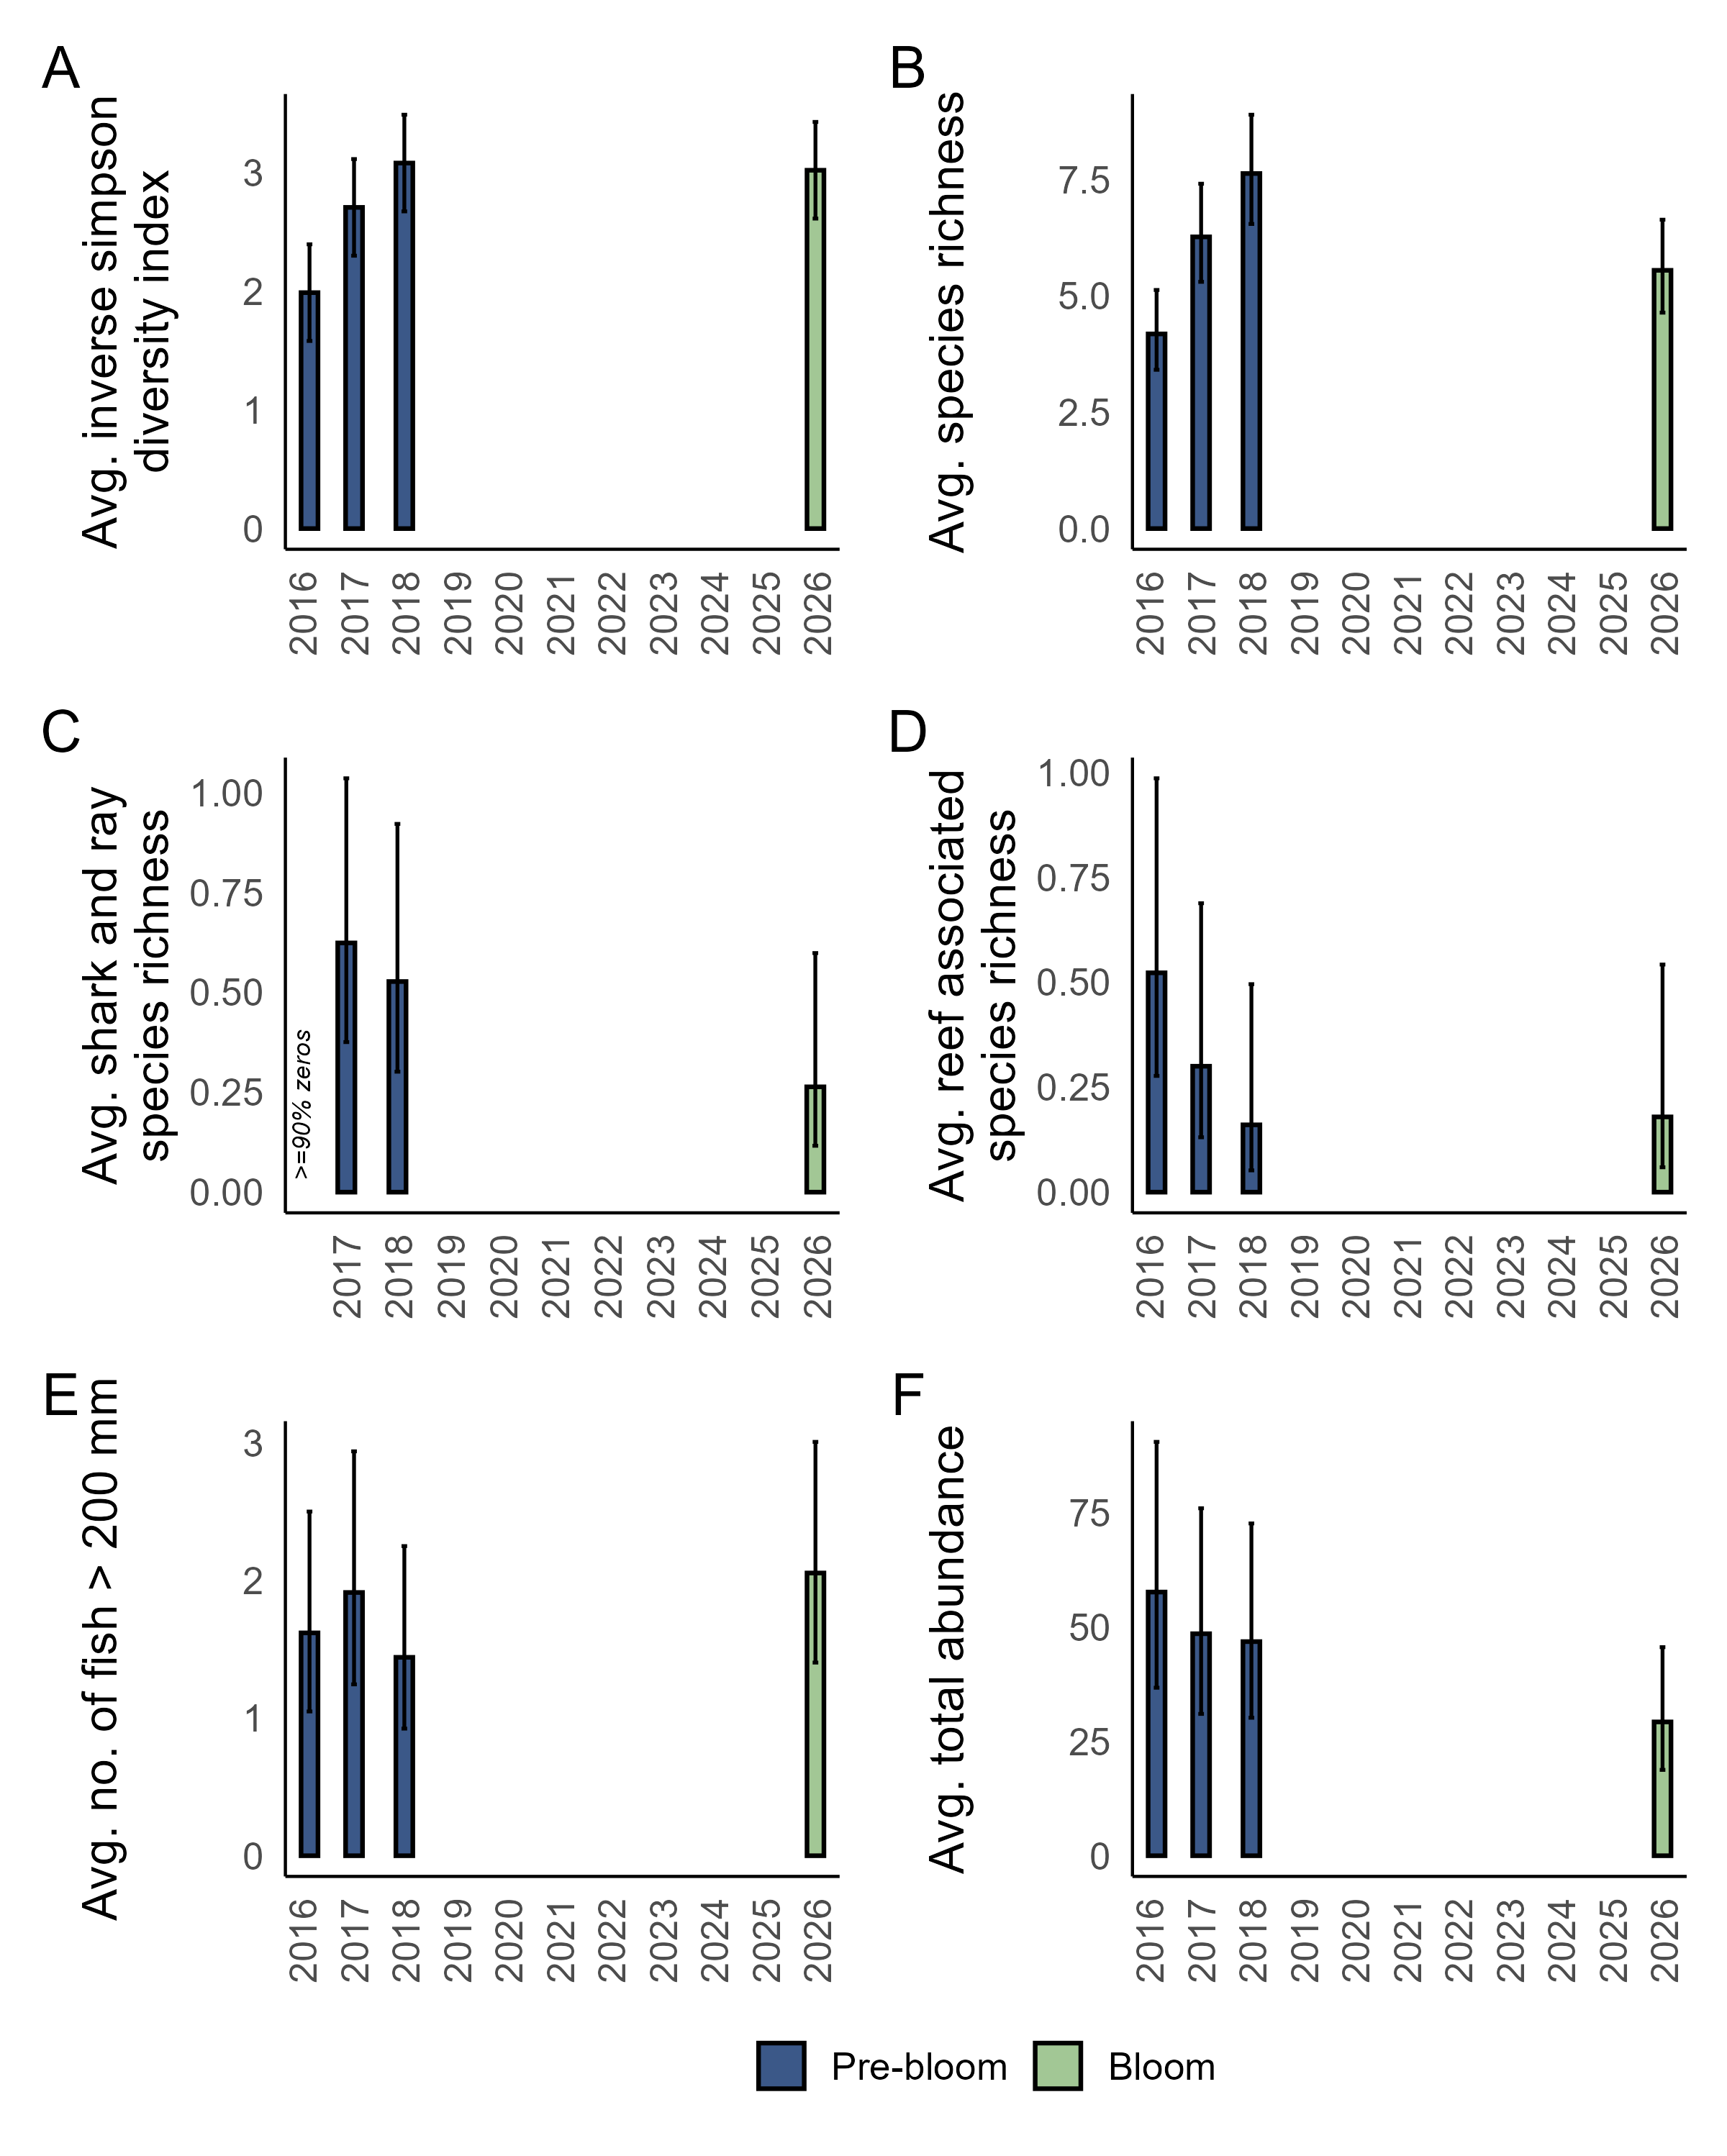 A
Avg. inverse simpson
diversity index
3
2
1
0
2016 2017 2018 2019 2020 2021 2022 2023 2024 2025 2026
B
Avg. species richness
7.5
5.0
2.5
0.0
2016 2017 2018 2019 2020 2021 2022 2023 2024 2025 2026
C
Avg. shark and ray
species richness
1.00
0.75
0.50
0.25
0.00
>=90% zeros
2017 2018 2019 2020 2021 2022 2023 2024 2025 2026
D
Avg. reef associated
species richness
1.00
0.75
0.50
0.25
0.00
2016 2017 2018 2019 2020 2021 2022 2023 2024 2025 2026
E
Avg. no. of fish > 200 mm
3
2
1
0
2016 2017 2018 2019 2020 2021 2022 2023 2024 2025 2026
F
Avg. total abundance
75
50
25
0
2016 2017 2018 2019 2020 2021 2022 2023 2024 2025 2026
Pre-bloom Bloom